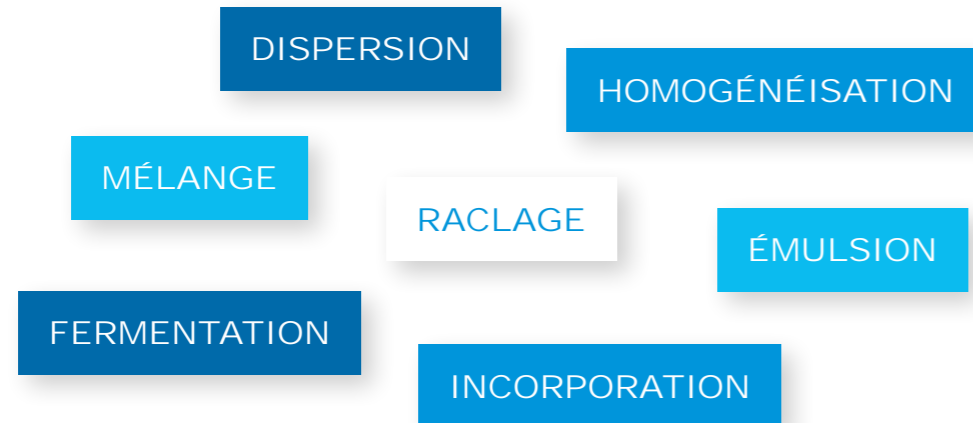 DISPERSION
HOMOGÉNÉISATION
MÉLANGE
RACLAGE
ÉMULSION
FERMENTATION
INCORPORATION